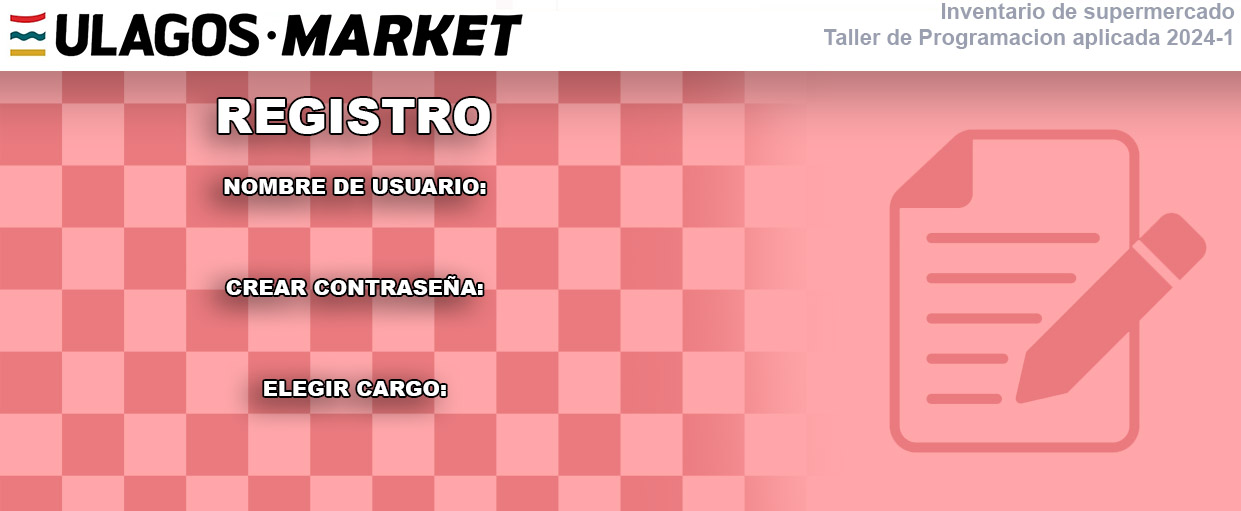 ULAGOS·MARKET
Inventario de supermercado
Taller de Programacion aplicada 2024-1
REGISTRO
NOMBRE DE USUARIO:
CREAR CONTRASEÑA:
ELEGIR CARGO: